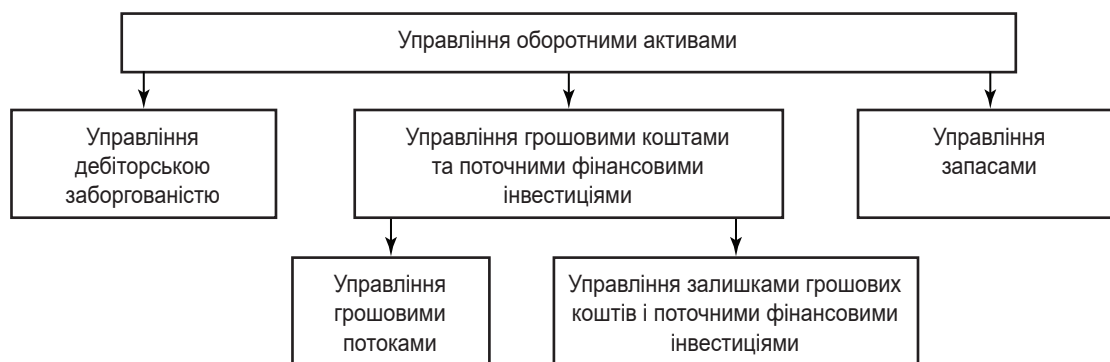 Управління оборотними активами
Управління
дебіторською
заборгованістю
Управління грошовими коштами
та поточними фінансовими
інвестиціями
Управління
запасами
Управління
грошовими
потоками
Управління залишками грошових
коштів і поточними фінансовими
інвестиціями